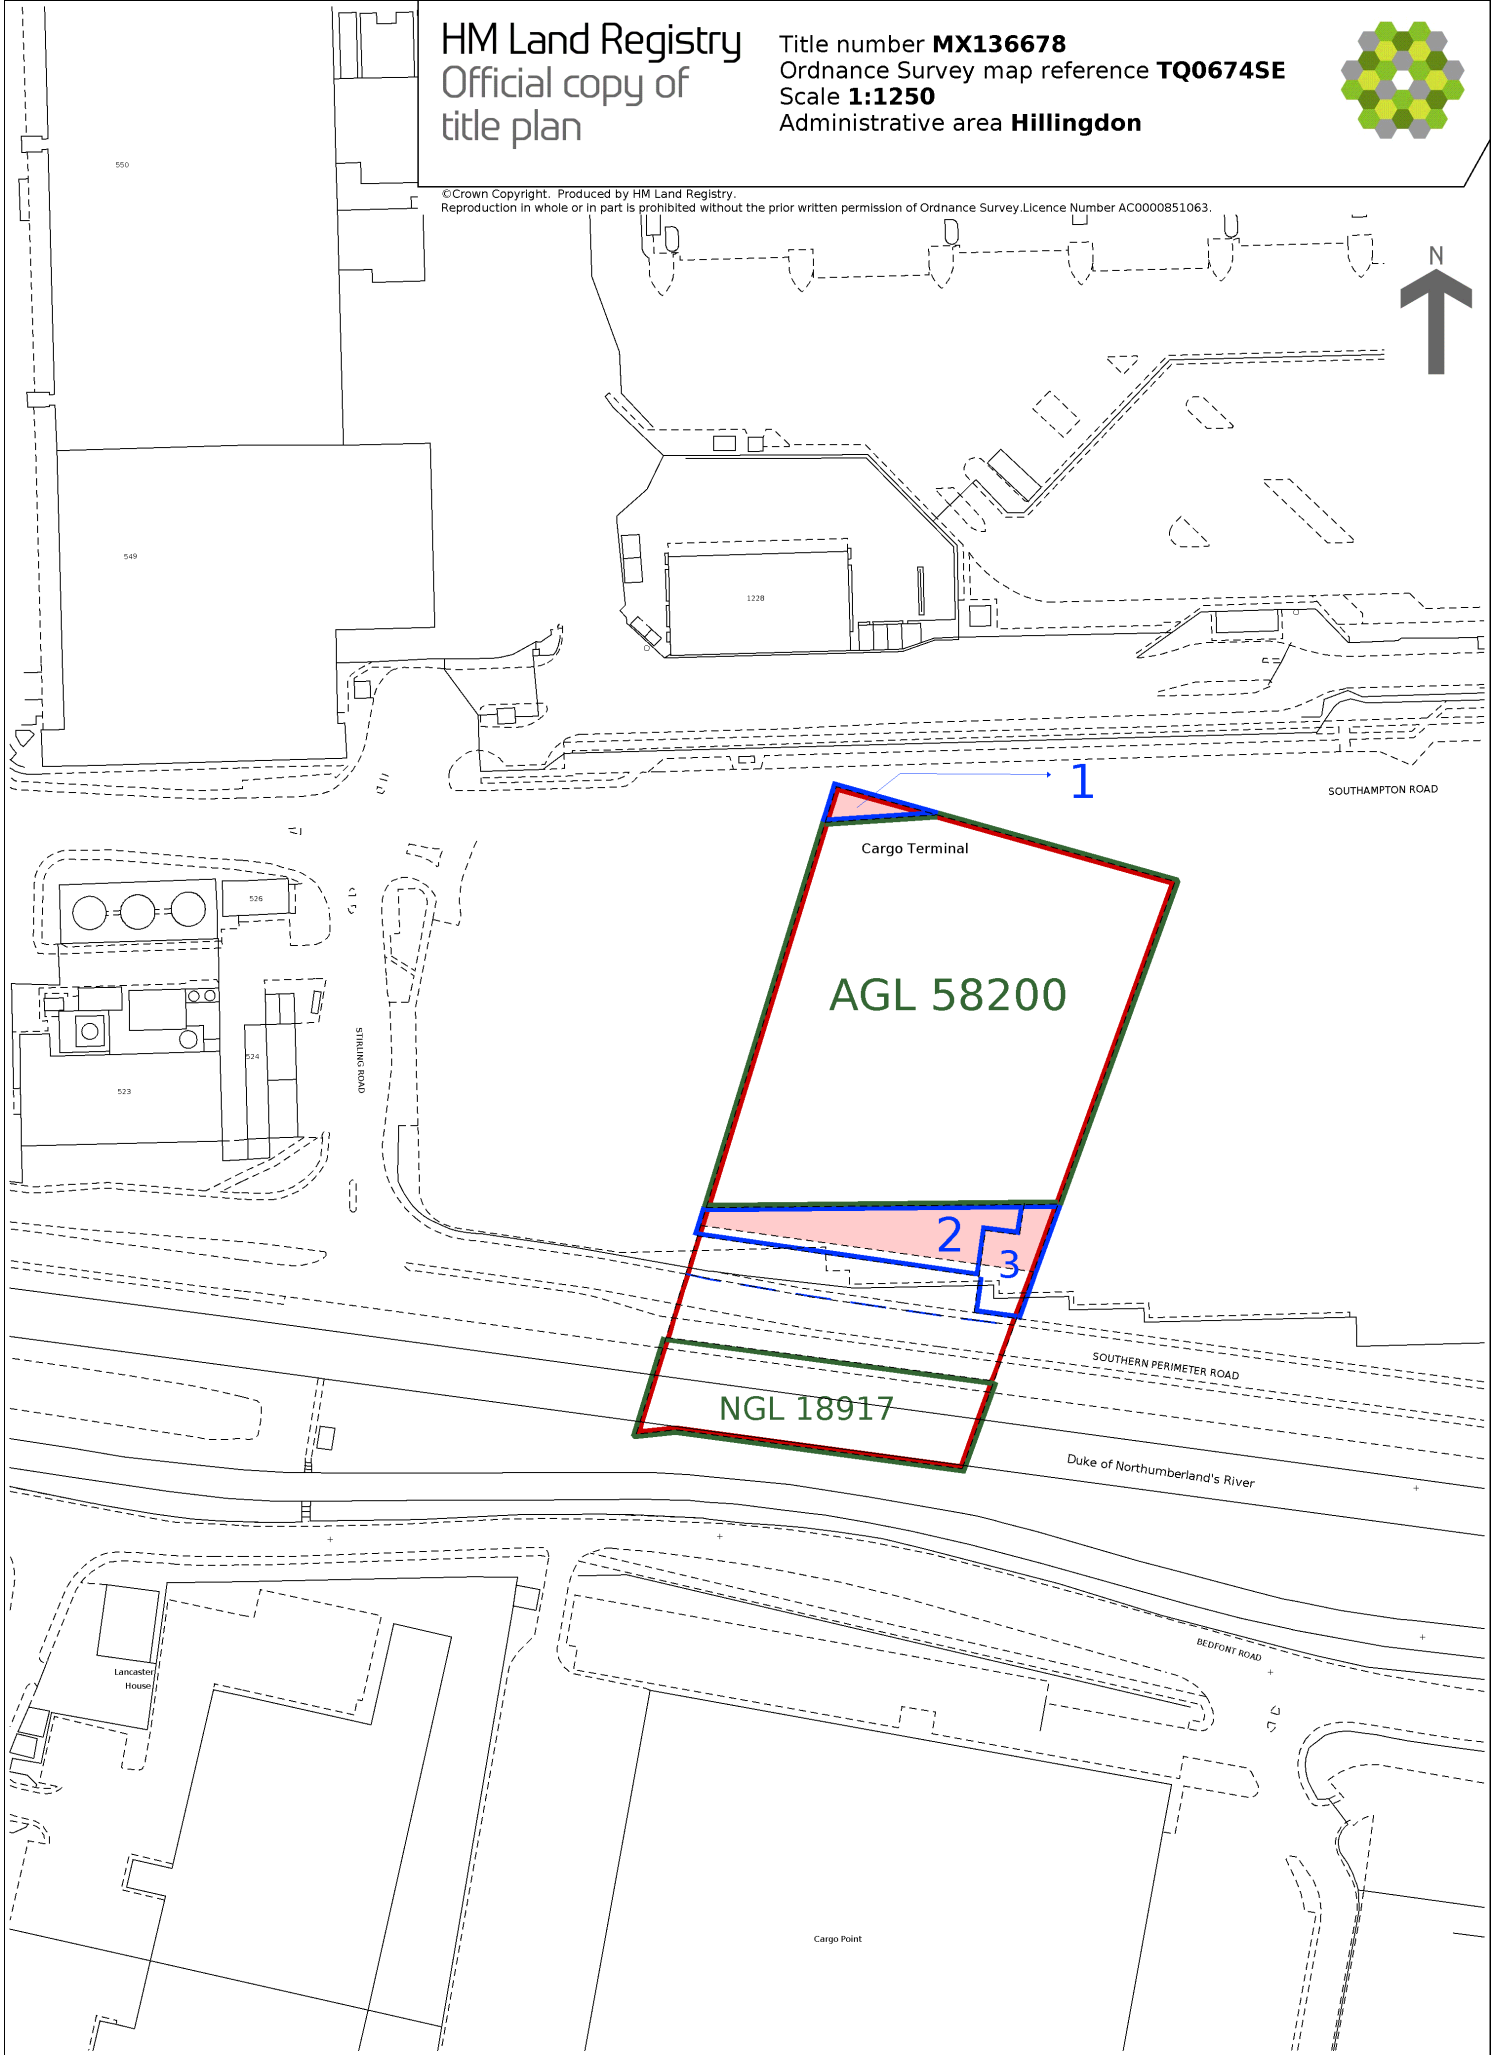 HM Land Registry
Official copy of
title plan
Title number MX136678
Ordnance Survey map reference TQ0674SE
Scale 1:1250
Administrative area Hillingdon
©Crown Copyright. Produced by HM Land Registry.
Reproduction in whole or in part is prohibited without the prior written permission of Ordnance Survey.Licence Number AC0000851063.
N
550
549
1228
1
SOUTHAMPTON ROAD
Cargo Terminal
526
AGL 58200
STIRLING ROAD
524
523
2
3
SOUTHERN PERIMETER ROAD
NGL 18917
Duke of Northumberland's River
BEDFONT ROAD
Lancaster
House
Cargo Point